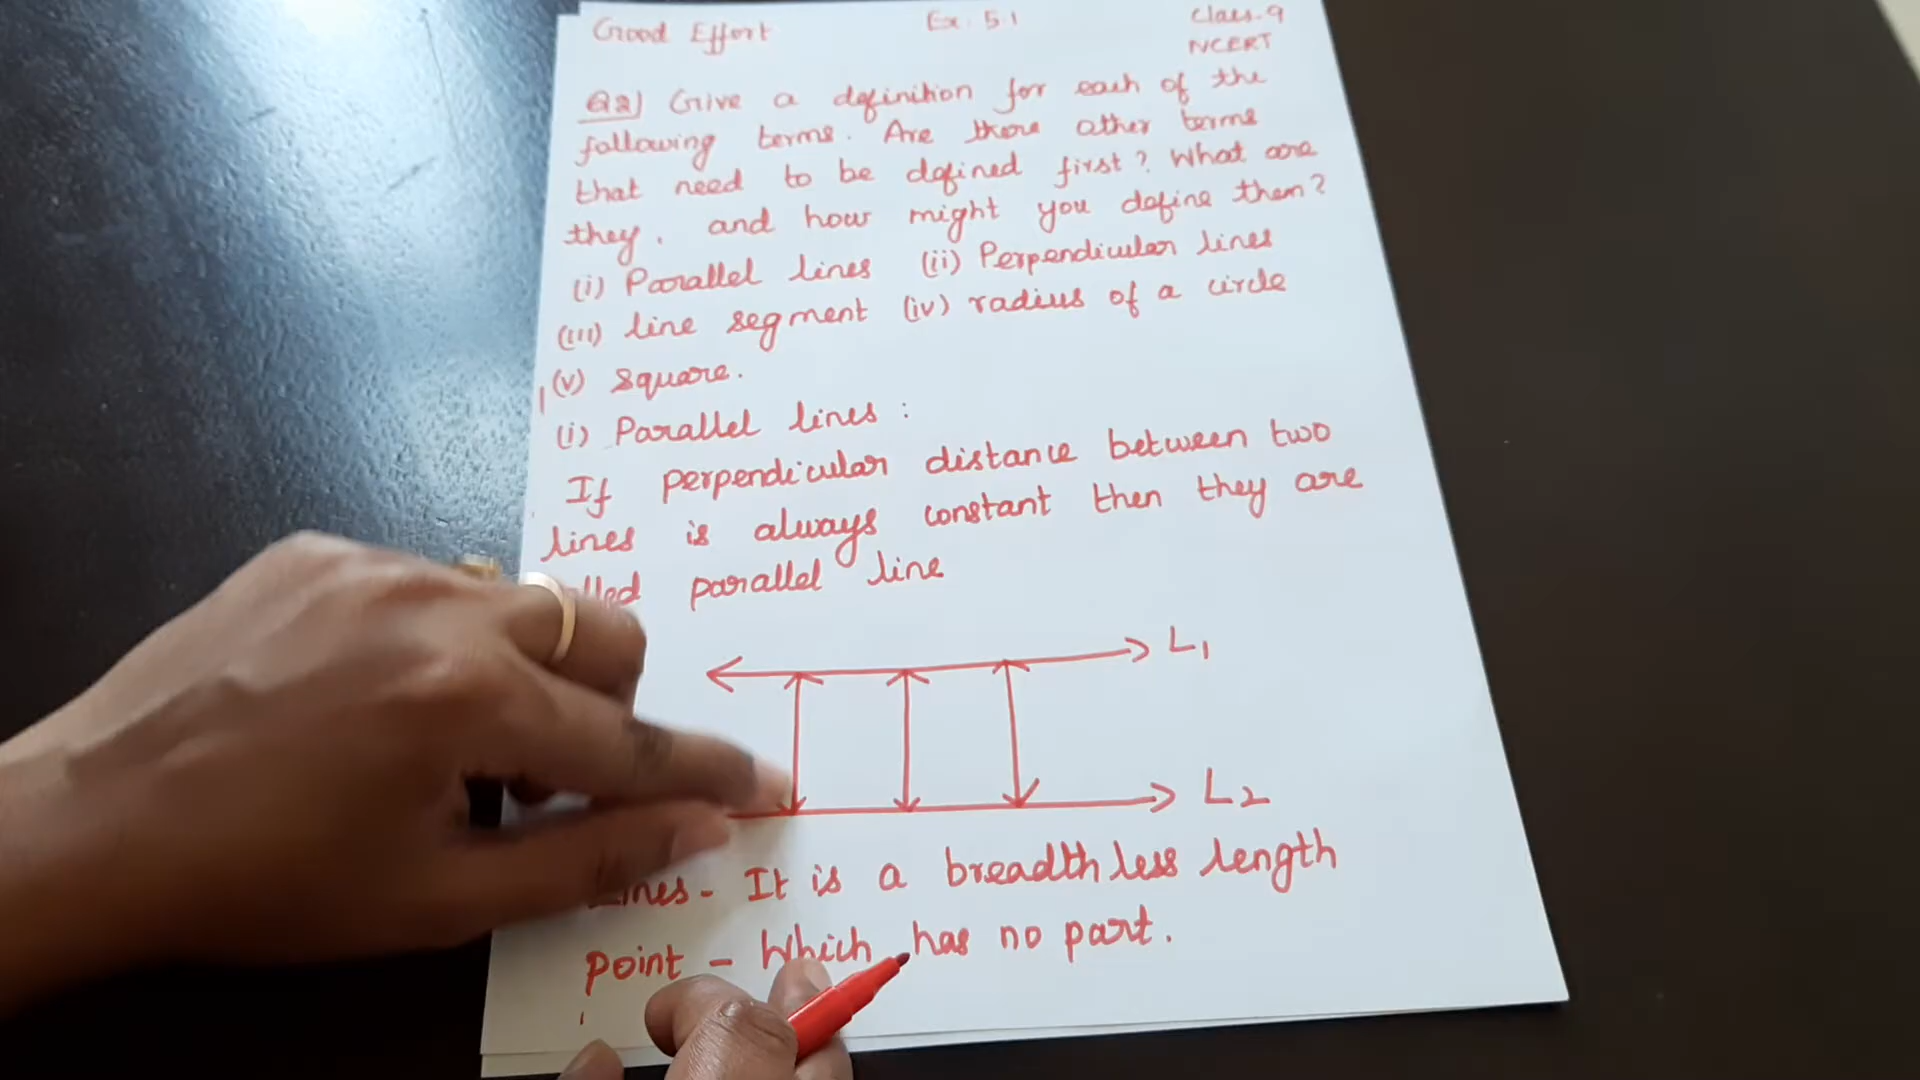 Good Effort Ex. 5.1 Class-9
NCERT
Q2) Give a definition for each of the
following terms. Are there other terms
that need to be defined first? What are
they, and how might you define them?
(i) Parallel lines (ii) Perpendicular lines
(iii) line segment (iv) radius of a circle
(v) square.
(i) Parallel lines :
If perpendicular distance between two
lines is always constant then they are
parallel line
L1
L2
Lines - It is a breadthless length
point - Which has no part.